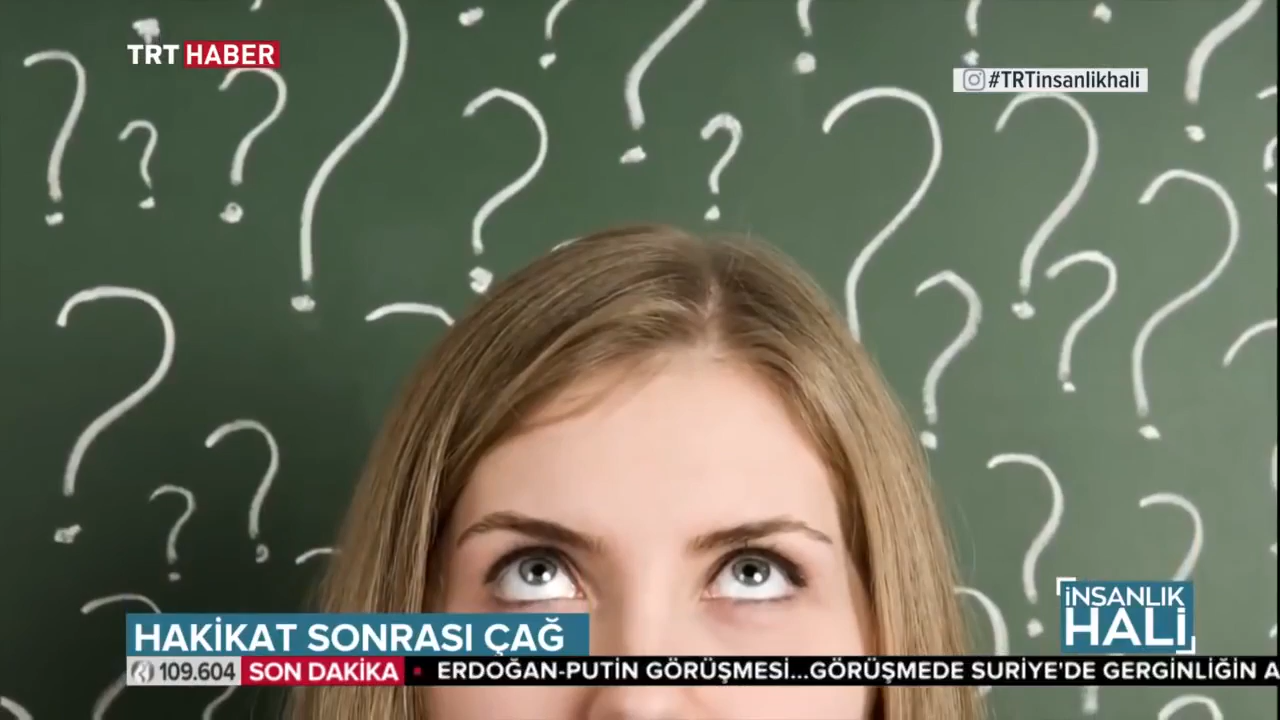 TRT HABER
#TRTinsanlikhali
HAKİKAT SONRASI ÇAĞ
İNSANLIK
HALİ
109.604 SON DAKİKA • ERDOĞAN-PUTİN GÖRÜŞMESİ...GÖRÜŞMEDE SURİYE'DE GERGİNLİĞİN A